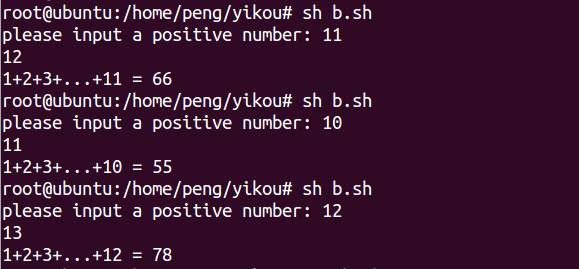 root@ubuntu:/home/peng/yikou# sh b.sh
please input a positive number: 11
12
1+2+3+...+11 = 66
root@ubuntu:/home/peng/yikou# sh b.sh
please input a positive number: 10
11
1+2+3+...+10 = 55
root@ubuntu:/home/peng/yikou# sh b.sh
please input a positive number: 12
13
1+2+3+...+12 = 78